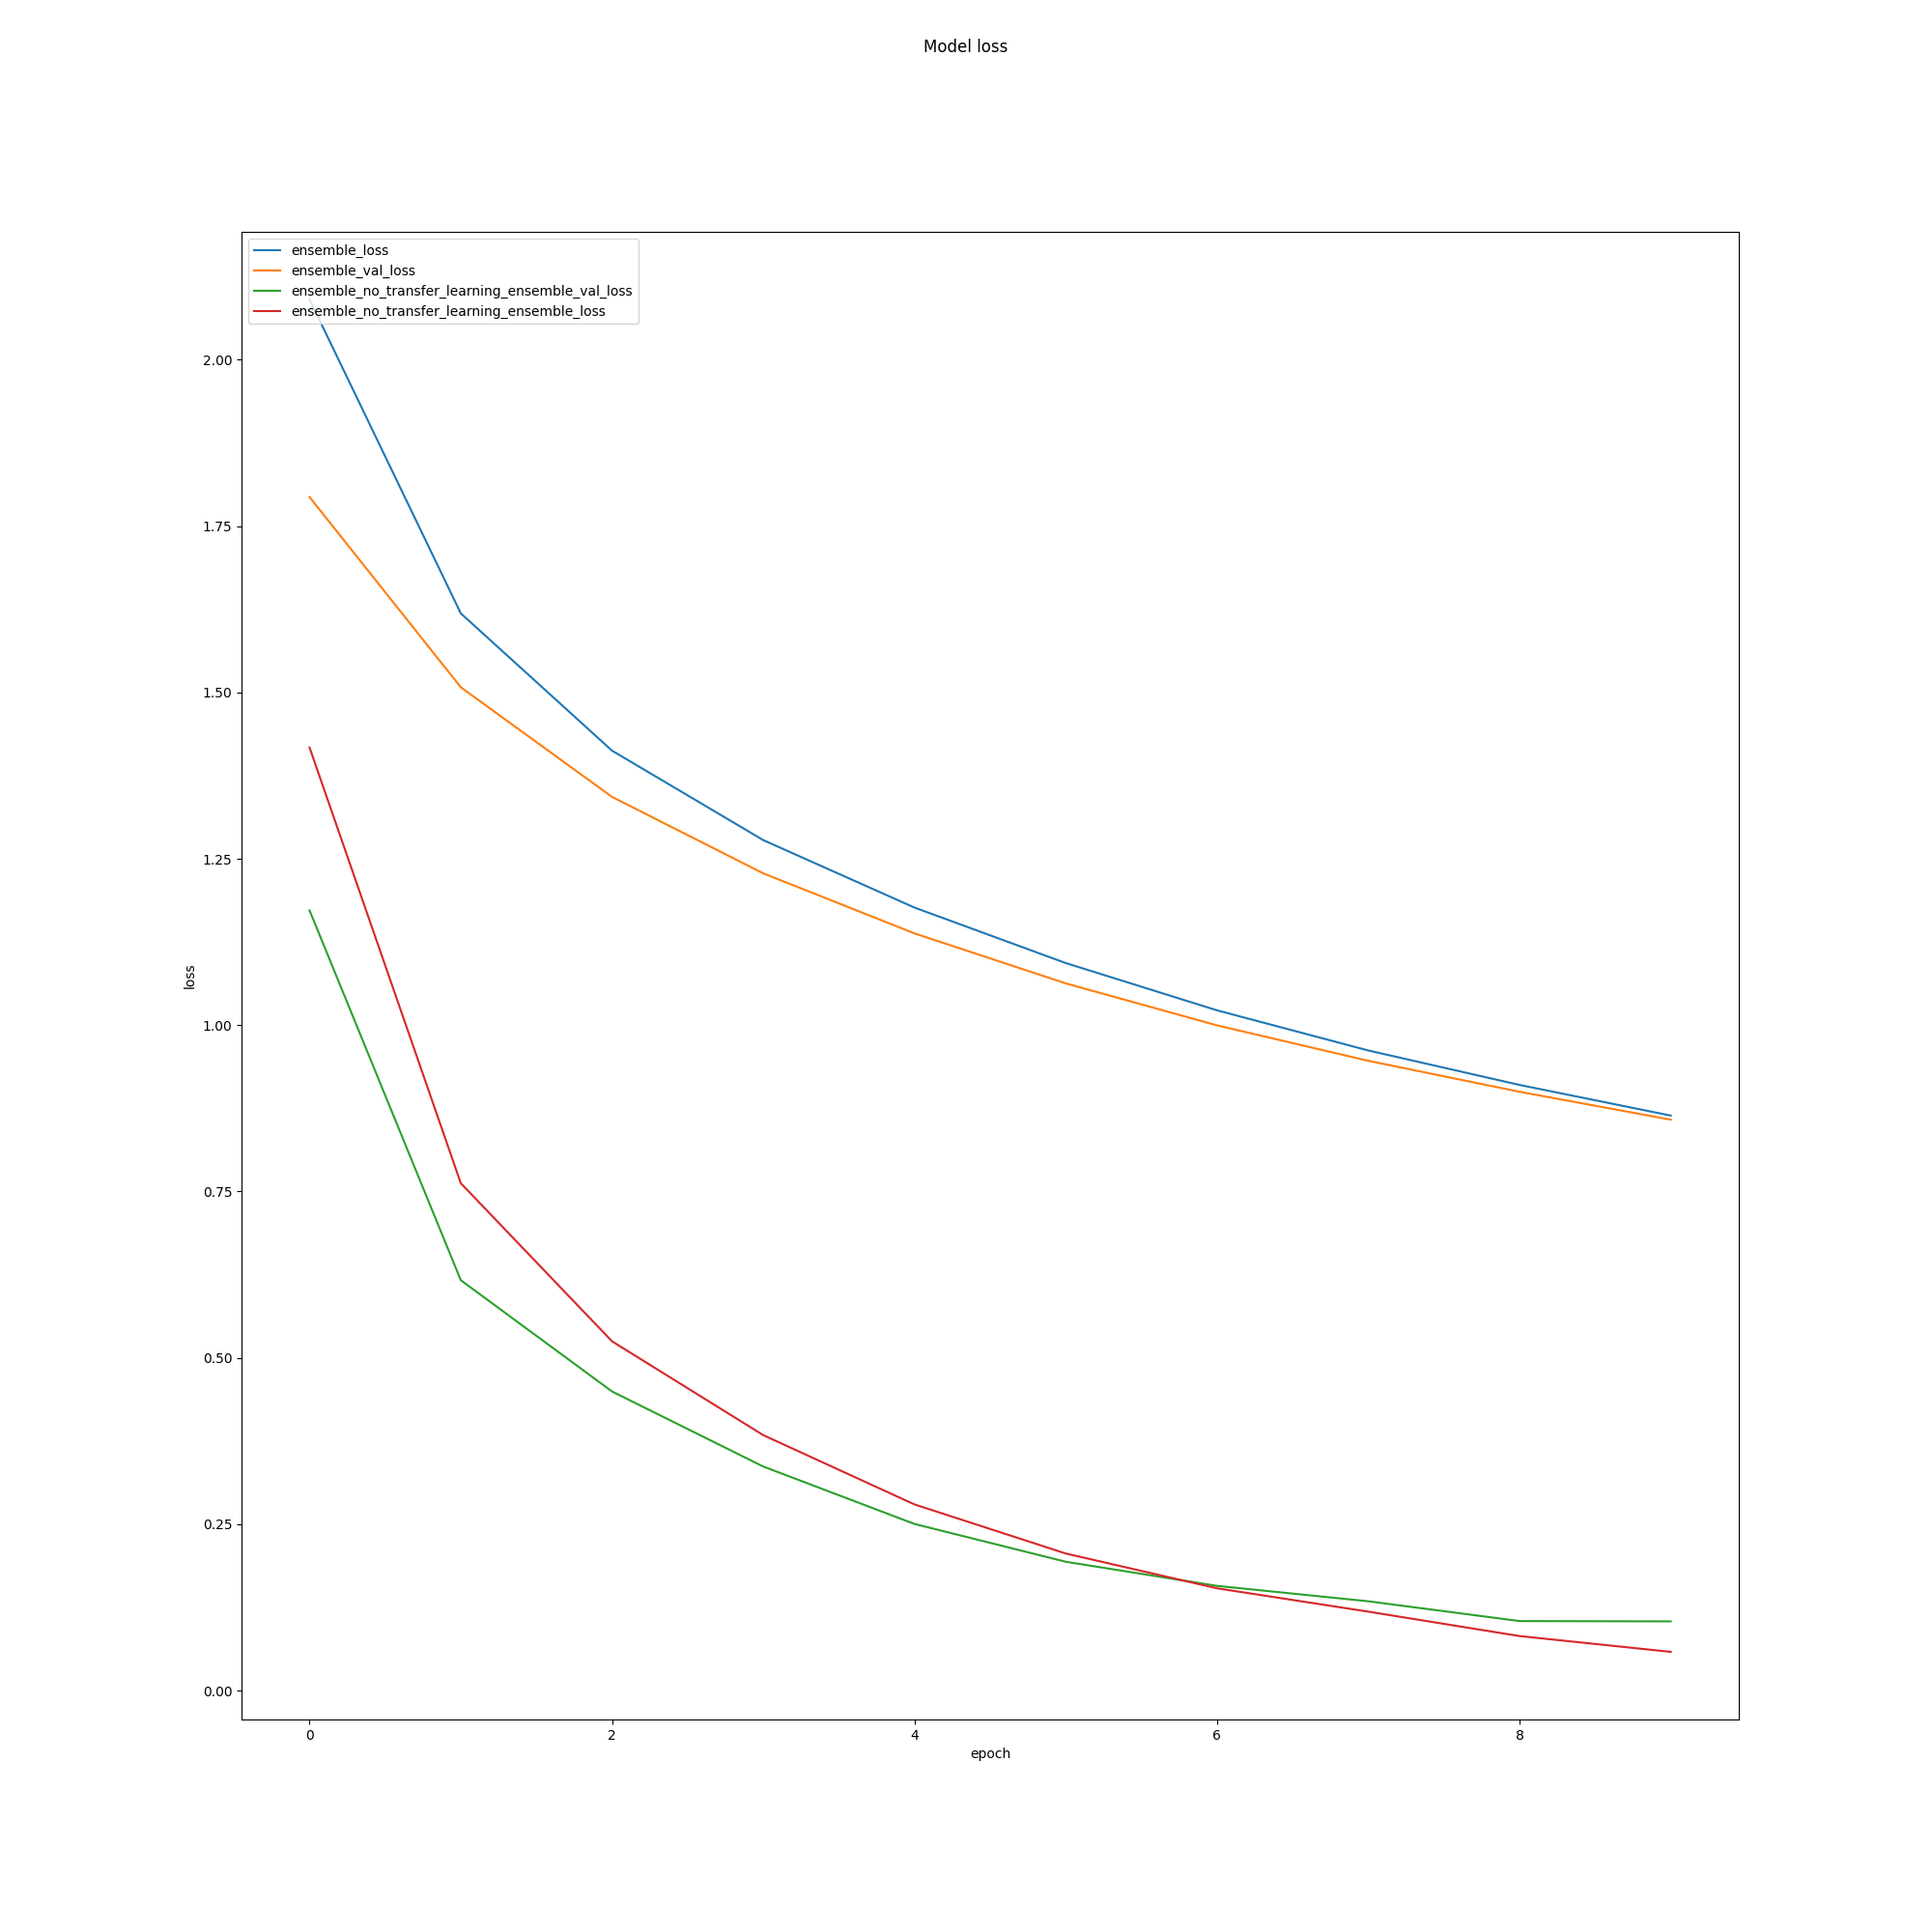 Model loss
ensemble_loss
ensemble_val_loss
ensemble_no_transfer_learning_ensemble_val_loss
ensemble_no_transfer_learning_ensemble_loss
2.00
1.75
1.50
1.25
1.00
0.75
0.50
0.25
0.00
loss
0 2 4 6 8
epoch